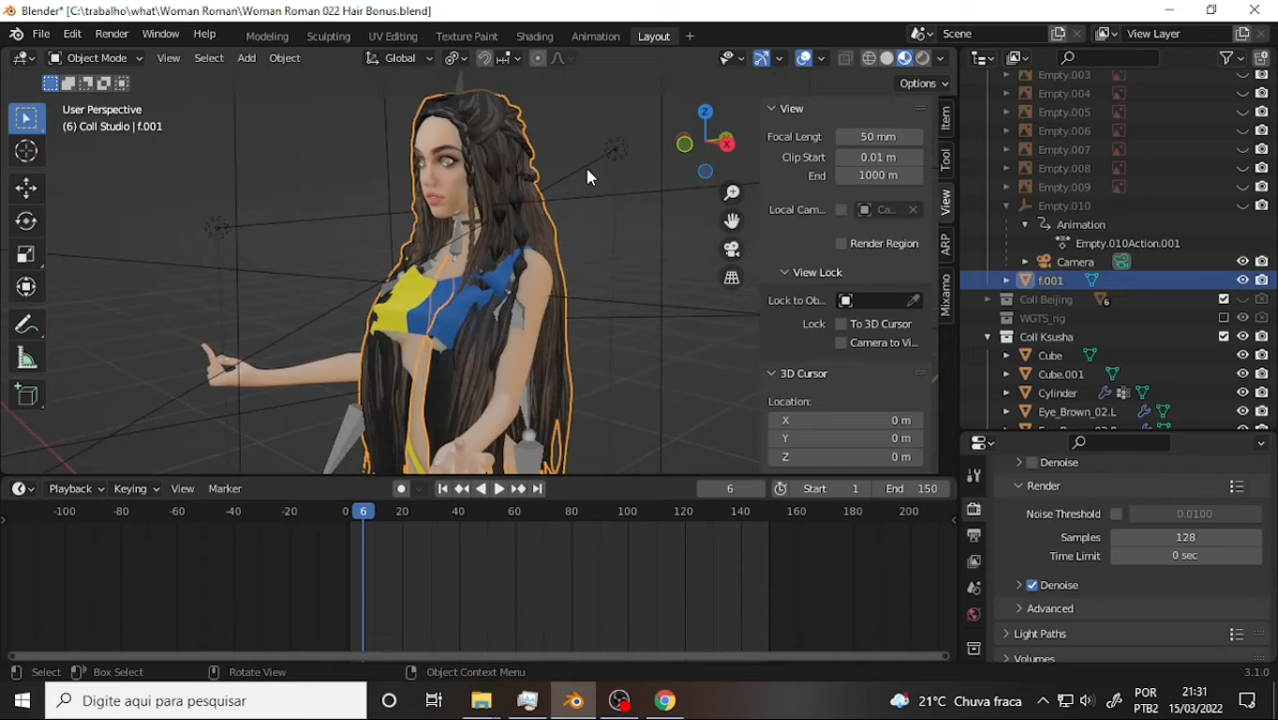 Blender* [C:\trabalho\what\Woman Roman\Woman Roman 022 Hair Bonus.blend]
File Edit Render Window Help Modeling Sculpting UV Editing Texture Paint Shading Animation Layout Scene View Layer
Object Mode View Select Add Object Global
Options
User Perspective
(6) Coll Studio | f.001
View
Focal Lengt 50 mm
Clip Start 0.01 m
End 1000 m
Local Cam... Ca...
Render Region
View Lock
Lock to Ob...
Lock To 3D Cursor
Camera to Vi...
3D Cursor
Location:
X 0 m
Y 0 m
Z 0 m
Item
Tool
View
ARP
Mixamo
Z
X
Empty.003
Empty.004
Empty.005
Empty.006
Empty.007
Empty.008
Empty.009
Empty.010
Animation
Empty.010Action.001
Camera
f.001
Coll Beijing 6
WGTS_rig
Coll Ksusha
Cube
Cube.001
Cylinder
Eye_Brown_02.L
Playback Keying View Marker 6 Start 1 End 150
-100 -80 -60 -40 -20 0 6 20 40 60 80 100 120 140 160 180 200
Denoise
Render
Noise Threshold 0.0100
Samples 128
Time Limit 0 sec
Denoise
Advanced
Light Paths
Volumes
Select Box Select Rotate View Object Context Menu 3.1.0
Digite aqui para pesquisar
21°C Chuva fraca
POR
PTB2
21:31
15/03/2022